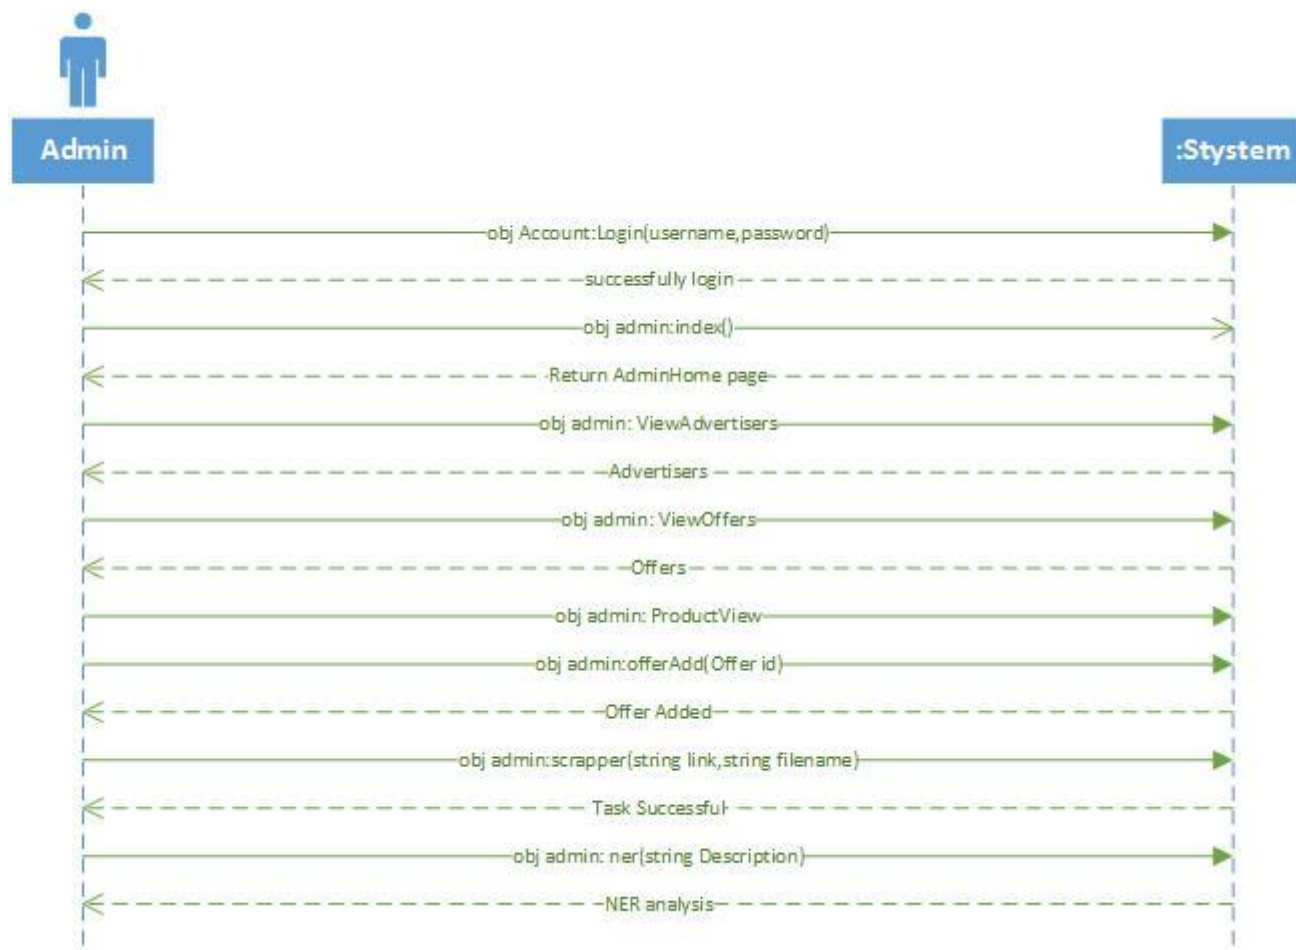 Admin
:Stystem
obj Account:Login(username,password)
successfully login
obj admin:index()
Return AdminHome page
obj admin: ViewAdvertisers
Advertisers
obj admin: ViewOffers
Offers
obj admin: ProductView
obj admin:offerAdd(Offer id)
Offer Added
obj admin:scrapper(string link,string filename)
Task Successful
obj admin: ner(string Description)
NER analysis